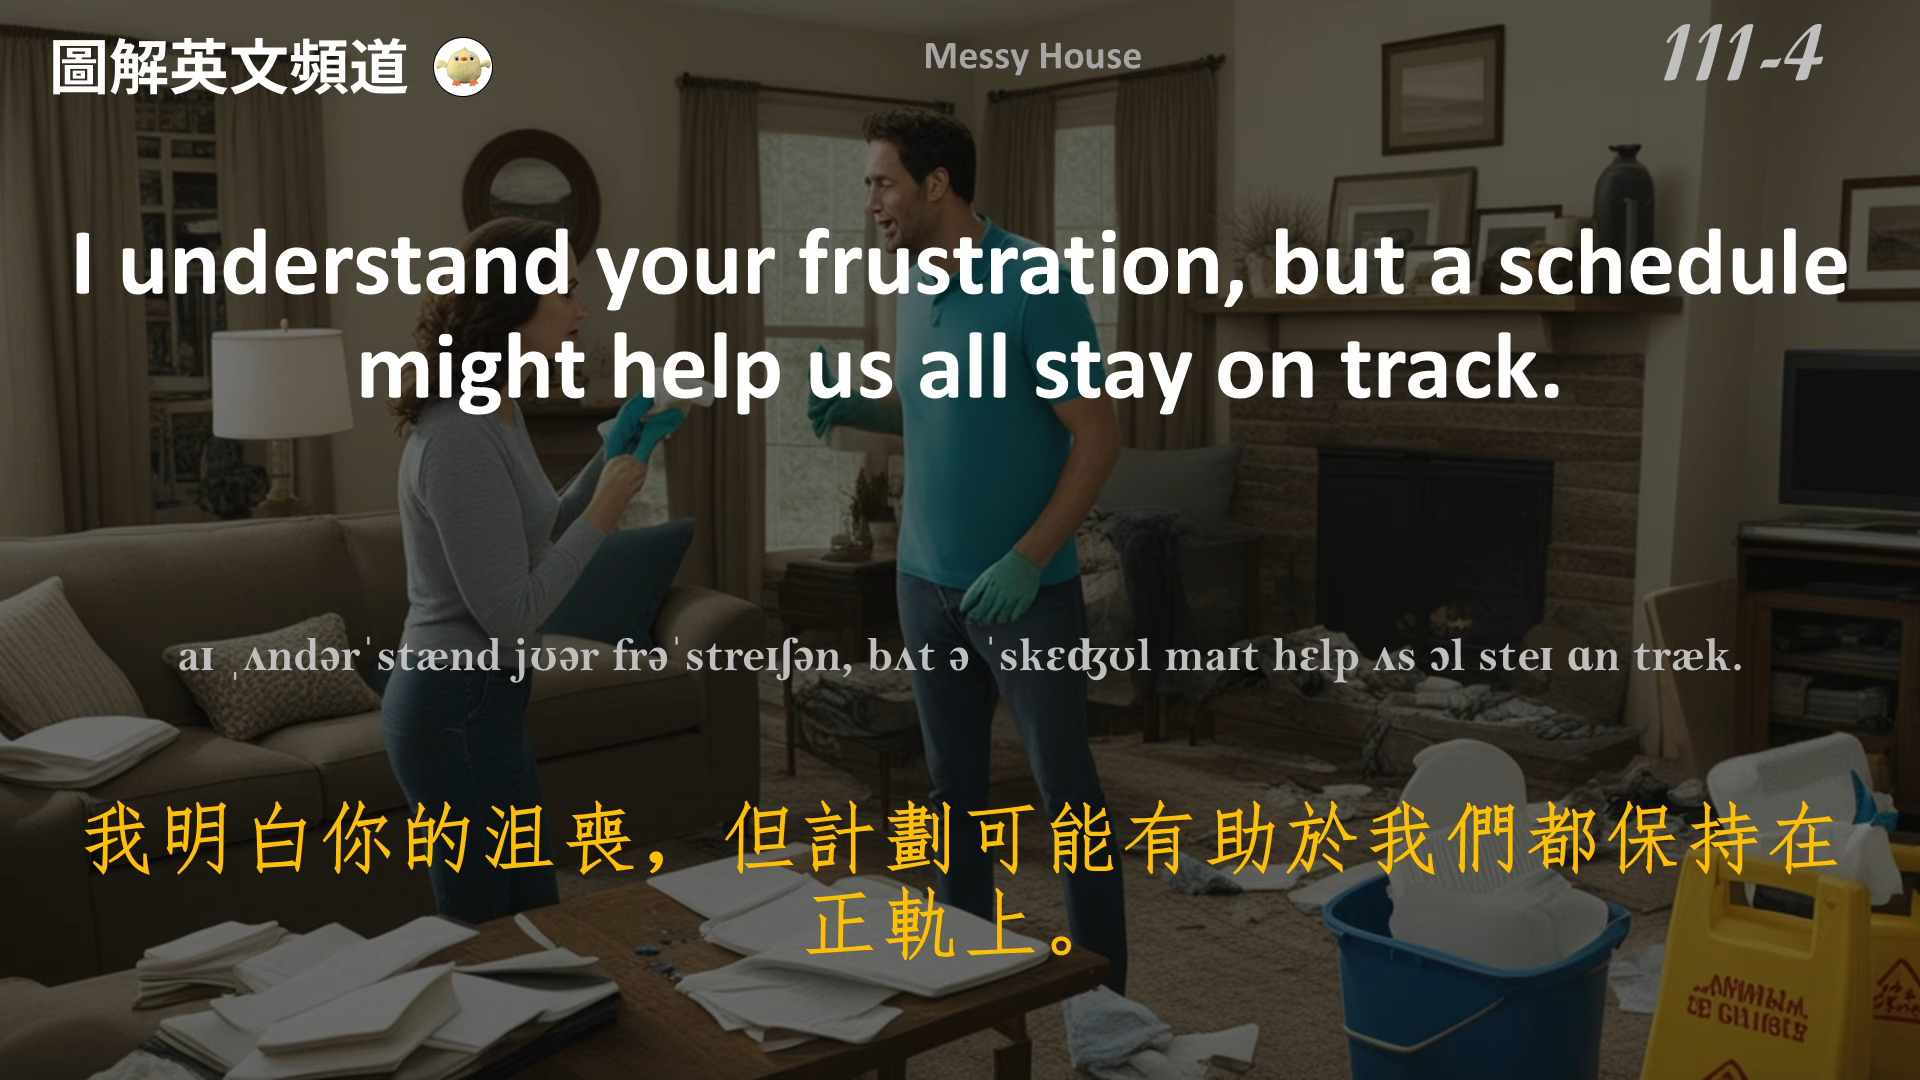 圖解英文頻道
Messy House
111-4
I understand your frustration, but a schedule
might help us all stay on track.
aɪ ˌʌndərˈstænd jʊər frəˈstreɪʃən, bʌt ə ˈskɛʤʊl maɪt hɛlp ʌs ɔl steɪ ɑn træk.
我明白你的沮喪，但計劃可能有助於我們都保持在
正軌上。